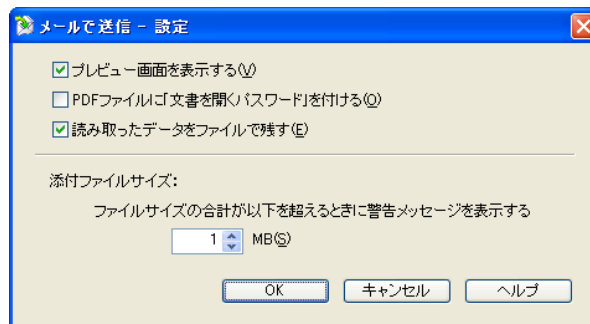 メールで送信 - 設定
プレビュー画面を表示する(V)
PDFファイルに「文書を開くパスワード」を付ける(O)
読み取ったデータをファイルで残す(E)
添付ファイルサイズ:
ファイルサイズの合計が以下を超えるときに警告メッセージを表示する
1 MB(S)
OK キャンセル ヘルプ